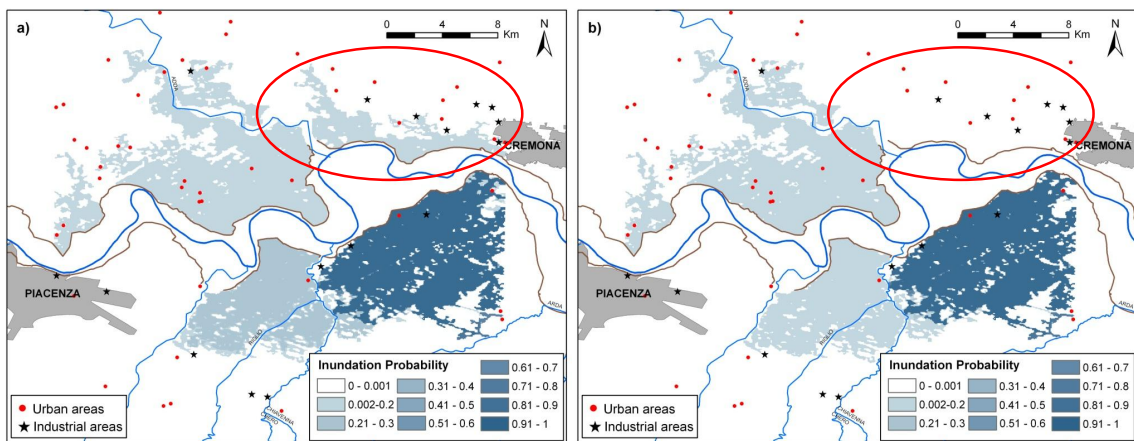 a)
0 4 8
Km
N
ADDA
CREMONA
PIACENZA
RIGLIO
ARDA
CHIAVENNA
Urban areas
Industrial areas
Inundation Probability
0 - 0.001
0.002-0.2
0.21 - 0.3
0.31 - 0.4
0.41 - 0.5
0.51 - 0.6
0.61 - 0.7
0.71 - 0.8
0.81 - 0.9
0.91 - 1
b)
0 4 8
Km
N
ADDA
CREMONA
PIACENZA
RIGLIO
ARDA
CHIAVENNA
Urban areas
Industrial areas
Inundation Probability
0 - 0.001
0.002-0.2
0.21 - 0.3
0.31 - 0.4
0.41 - 0.5
0.51 - 0.6
0.61 - 0.7
0.71 - 0.8
0.81 - 0.9
0.91 - 1